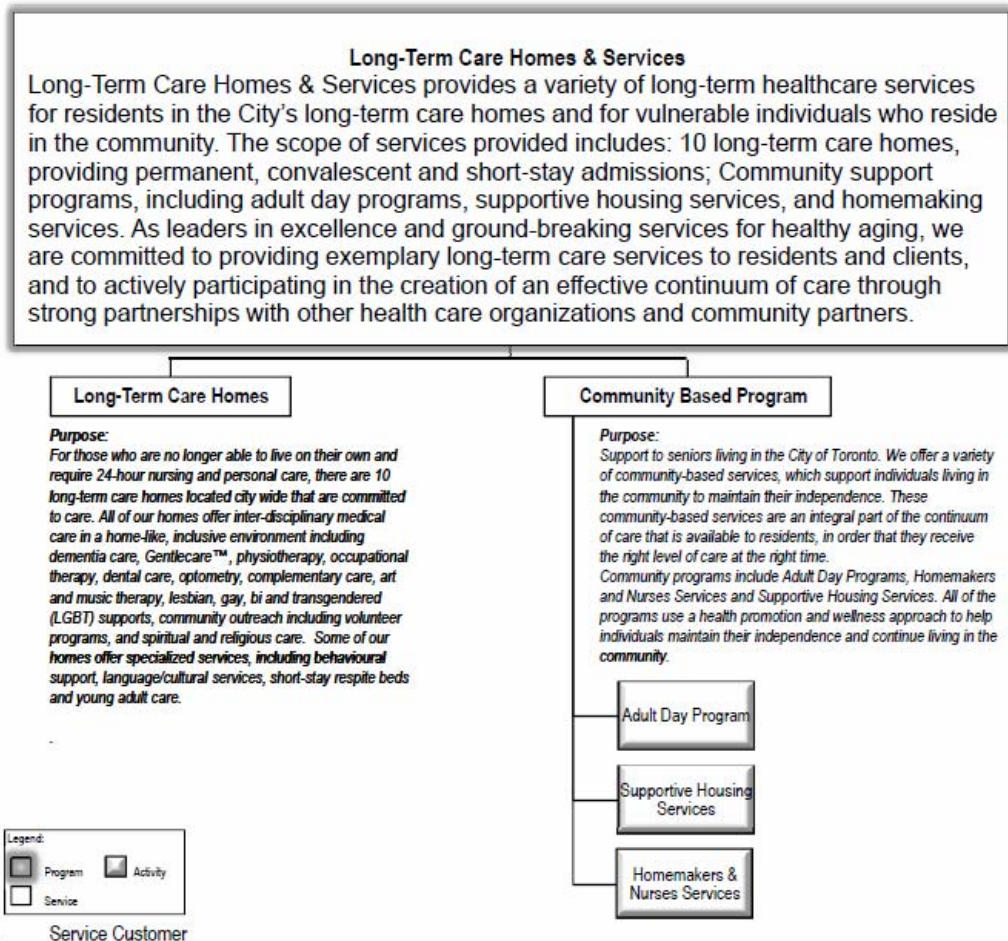 Long-Term Care Homes & Services
Long-Term Care Homes & Services provides a variety of long-term healthcare services
for residents in the City's long-term care homes and for vulnerable individuals who reside
in the community. The scope of services provided includes: 10 long-term care homes,
providing permanent, convalescent and short-stay admissions; Community support
programs, including adult day programs, supportive housing services, and homemaking
services. As leaders in excellence and ground-breaking services for healthy aging, we
are committed to providing exemplary long-term care services to residents and clients,
and to actively participating in the creation of an effective continuum of care through
strong partnerships with other health care organizations and community partners.
Long-Term Care Homes
Purpose:
For those who are no longer able to live on their own and
require 24-hour nursing and personal care, there are 10
long-term care homes located city wide that are committed
to care. All of our homes offer inter-disciplinary medical
care in a home-like, inclusive environment including
dementia care, Gentlecare™, physiotherapy, occupational
therapy, dental care, optometry, complementary care, art
and music therapy, lesbian, gay, bi and transgendered
(LGBT) supports, community outreach including volunteer
programs, and spiritual and religious care. Some of our
homes offer specialized services, including behavioural
support, language/cultural services, short-stay respite beds
and young adult care.
.
Community Based Program
Purpose:
Support to seniors living in the City of Toronto. We offer a variety
of community-based services, which support individuals living in
the community to maintain their independence. These
community-based services are an integral part of the continuum
of care that is available to residents, in order that they receive
the right level of care at the right time.
Community programs include Adult Day Programs, Homemakers
and Nurses Services and Supportive Housing Services. All of the
programs use a health promotion and wellness approach to help
individuals maintain their independence and continue living in the
community.
Adult Day Program
Supportive Housing
Services
Homemakers &
Nurses Services
Legend:
Program
Activity
Service
Service Customer